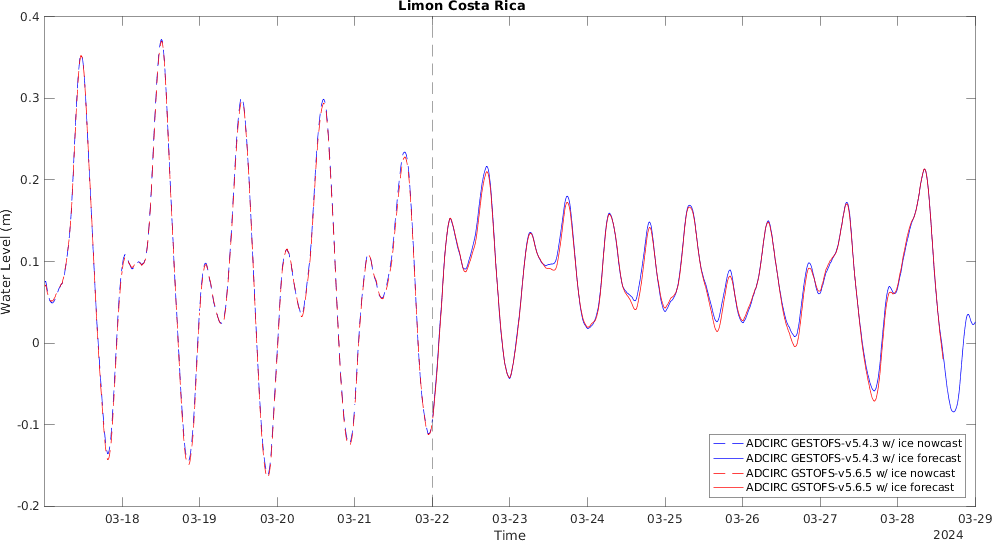 Limon Costa Rica
0.4
0.3
0.2
0.1
0
-0.1
-0.2
Water Level (m)
03-18 03-19 03-20 03-21 03-22 03-23 03-24 03-25 03-26 03-27 03-28 03-29
Time
2024
ADCIRC GESTOFS-v5.4.3 w/ ice nowcast
ADCIRC GESTOFS-v5.4.3 w/ ice forecast
ADCIRC GSTOFS-v5.6.5 w/ ice nowcast
ADCIRC GSTOFS-v5.6.5 w/ ice forecast